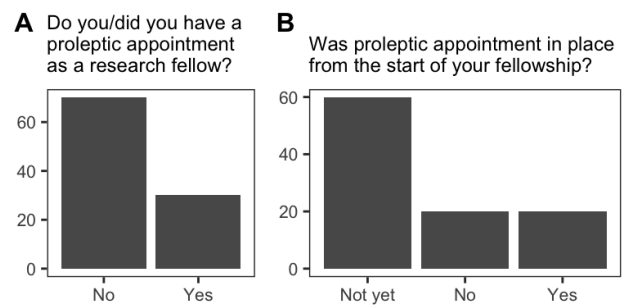 A Do you/did you have a
proleptic appointment
as a research fellow?
60
40
20
0
No Yes
B
Was proleptic appointment in place
from the start of your fellowship?
60
40
20
0
Not yet No Yes